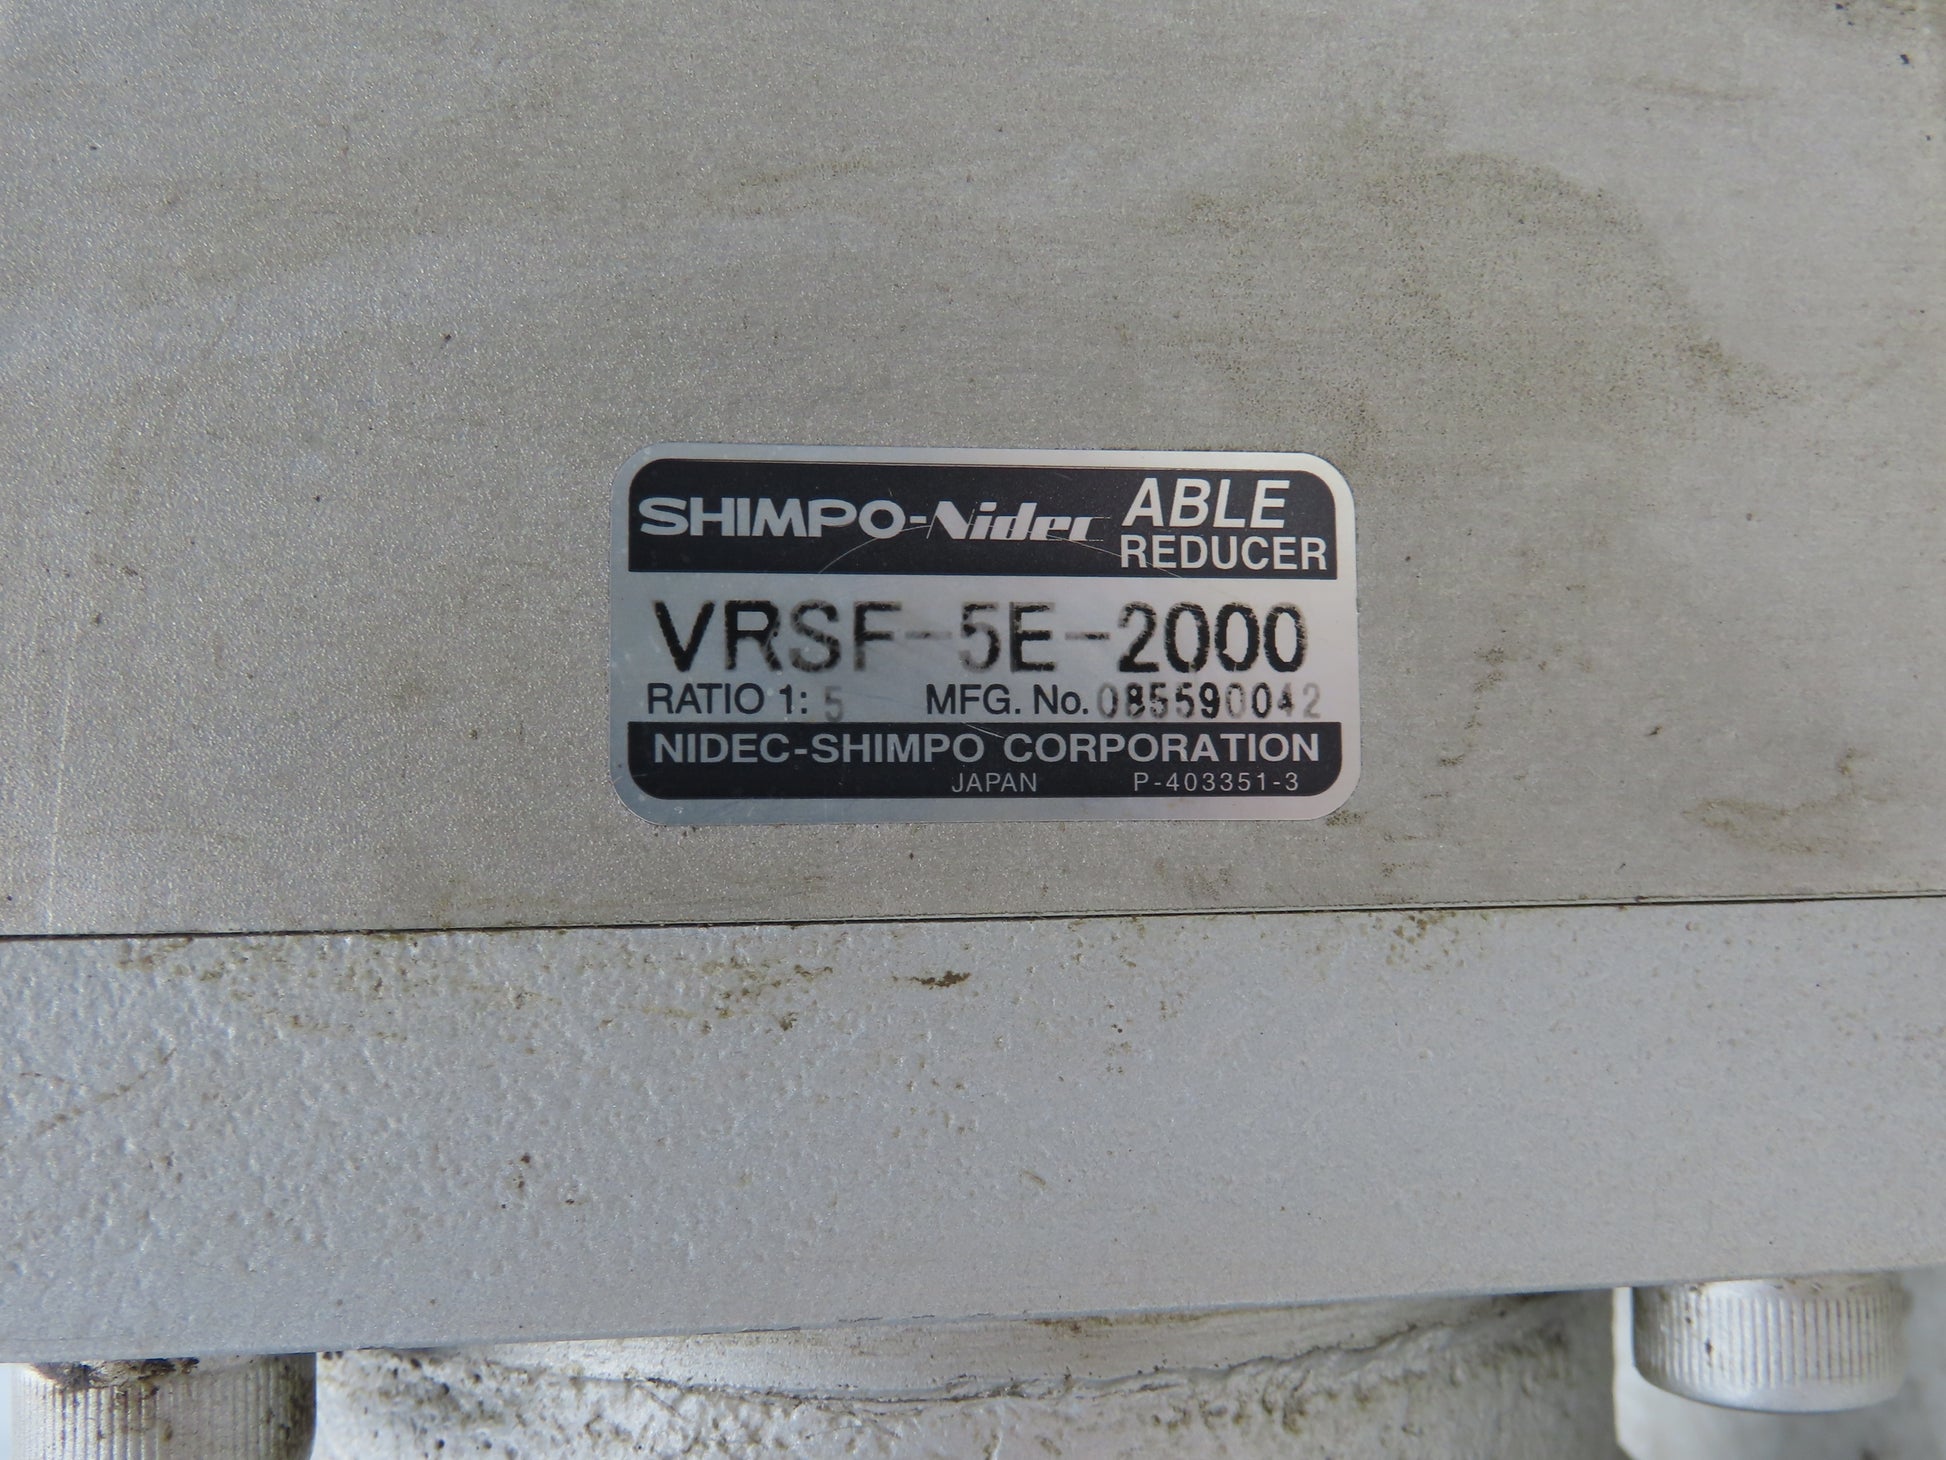 SHIMPO-Nidec ABLE REDUCER
VRSF-5E-2000
RATIO 1: 5 MFG. No. 085590042
NIDEC-SHIMPO CORPORATION
JAPAN P-403351-3